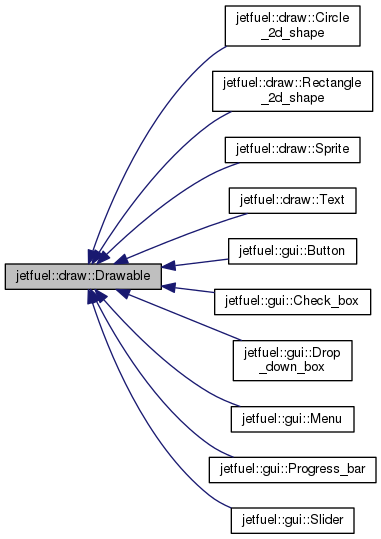 jetfuel::draw::Circle
_2d_shape
jetfuel::draw::Rectangle
_2d_shape
jetfuel::draw::Sprite
jetfuel::draw::Text
jetfuel::gui::Button
jetfuel::draw::Drawable
jetfuel::gui::Check_box
jetfuel::gui::Drop
_down_box
jetfuel::gui::Menu
jetfuel::gui::Progress_bar
jetfuel::gui::Slider